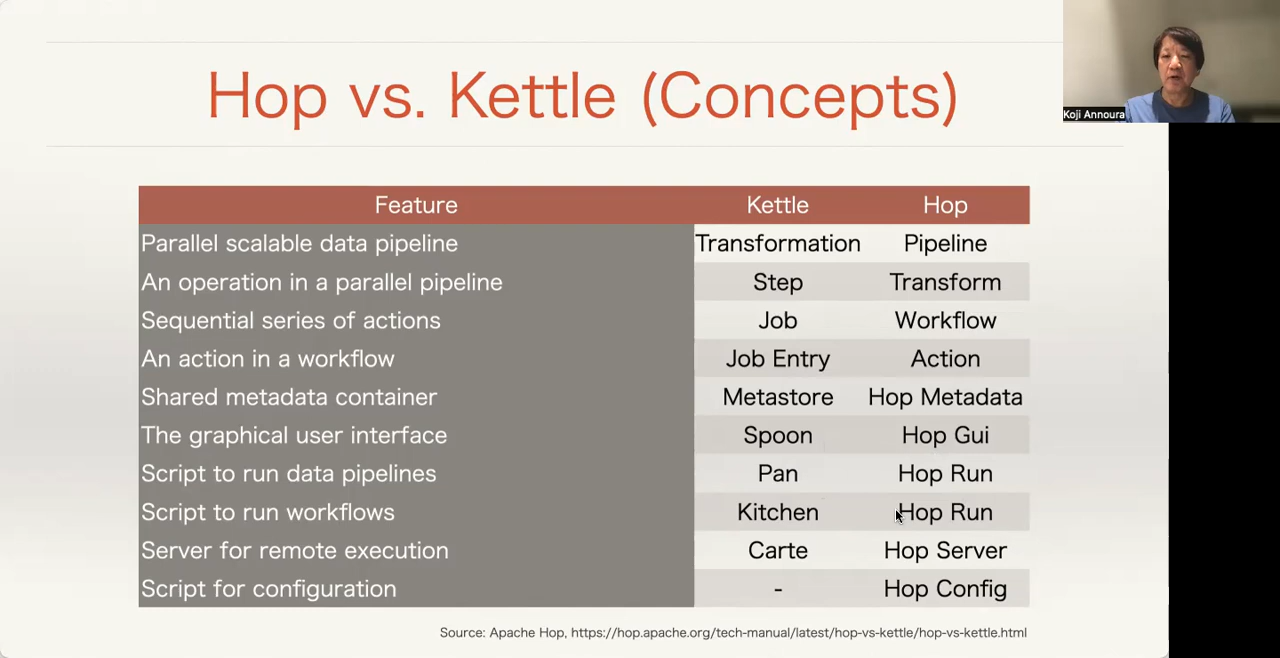 Hop vs. Kettle (Concepts)
Koji Annoura
Feature Kettle Hop
Parallel scalable data pipeline Transformation Pipeline
An operation in a parallel pipeline Step Transform
Sequential series of actions Job Workflow
An action in a workflow Job Entry Action
Shared metadata container Metastore Hop Metadata
The graphical user interface Spoon Hop Gui
Script to run data pipelines Pan Hop Run
Script to run workflows Kitchen Hop Run
Server for remote execution Carte Hop Server
Script for configuration - Hop Config
Source: Apache Hop, https://hop.apache.org/tech-manual/latest/hop-vs-kettle/hop-vs-kettle.html